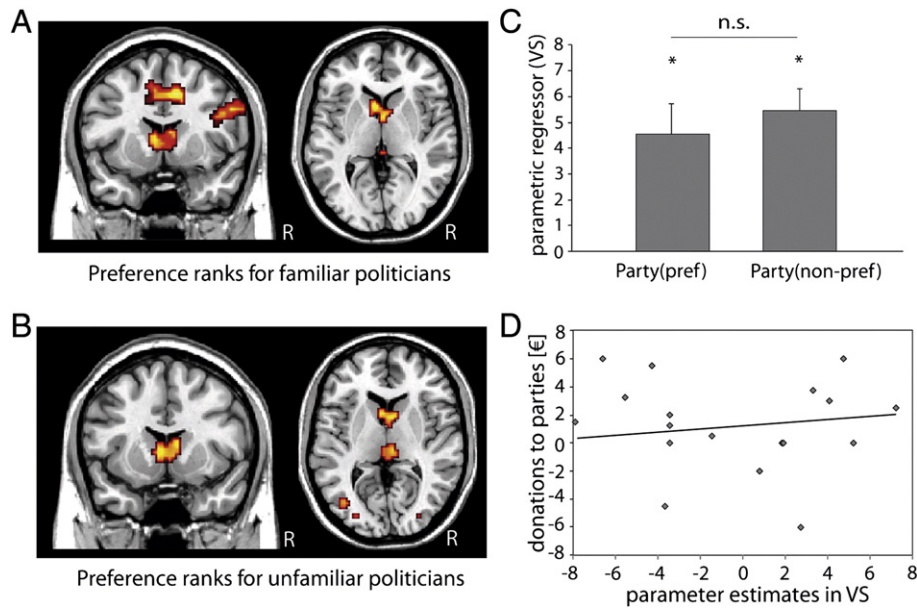 A
R
R
Preference ranks for familiar politicians
B
R
R
Preference ranks for unfamiliar politicians
C
n.s.
*
*
parametric regressor (VS)
8
7
6
5
4
3
2
1
0
Party(pref)
Party(non-pref)
D
donations to parties [€]
8
6
4
2
0
-2
-4
-6
-8
-8
-6
-4
-2
0
2
4
6
8
parameter estimates in VS